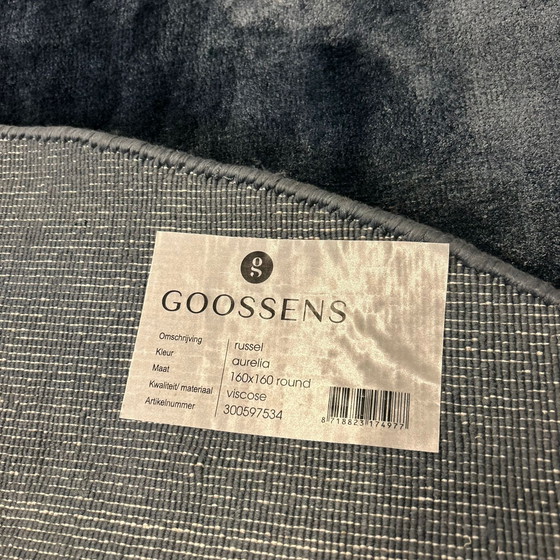 g
GOOSSENS
Omschrijving russel
Kleur aurelia
Maat 160x160 round
Kwaliteit/ materiaal viscose
Artikelnummer 300597534
8 718823 174977